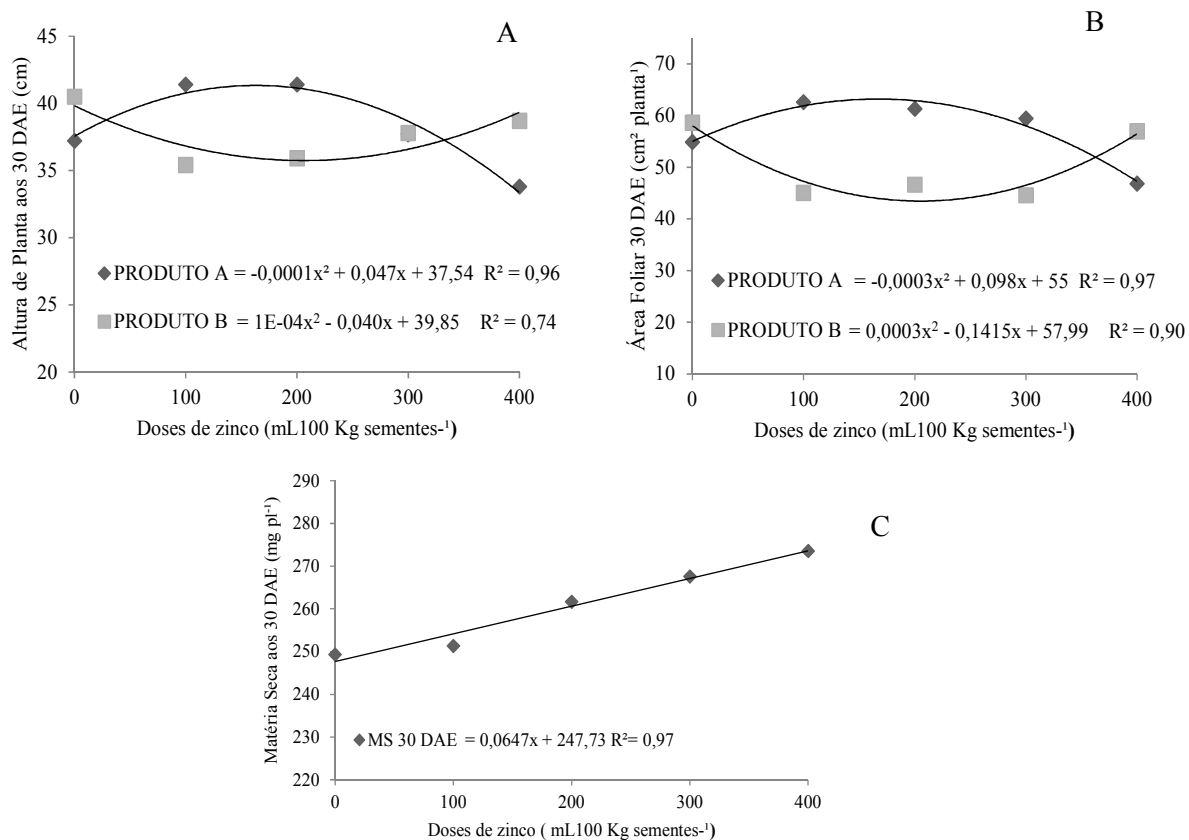 A
Altura de Planta aos 30 DAE (cm)
45
40
35
30
25
20
PRODUTO A = -0,0001x² + 0,047x + 37,54 R² = 0,96
PRODUTO B = 1E-04x² - 0,040x + 39,85 R² = 0,74
0 100 200 300 400
Doses de zinco (mL100 Kg sementes-¹)
B
Área Foliar 30 DAE (cm² planta¹)
70
60
50
40
30
20
10
PRODUTO A = -0,0003x² + 0,098x + 55 R² = 0,97
PRODUTO B = 0,0003x² - 0,1415x + 57,99 R² = 0,90
0 100 200 300 400
Doses de zinco (mL100 Kg sementes-¹)
C
Matéria Seca aos 30 DAE (mg pl⁻¹)
280
270
260
250
240
230
220
MS 30 DAE = 0,0647x + 247,73 R²= 0,97
0 100 200 300 400
Doses de zinco ( mL100 Kg sementes-¹)